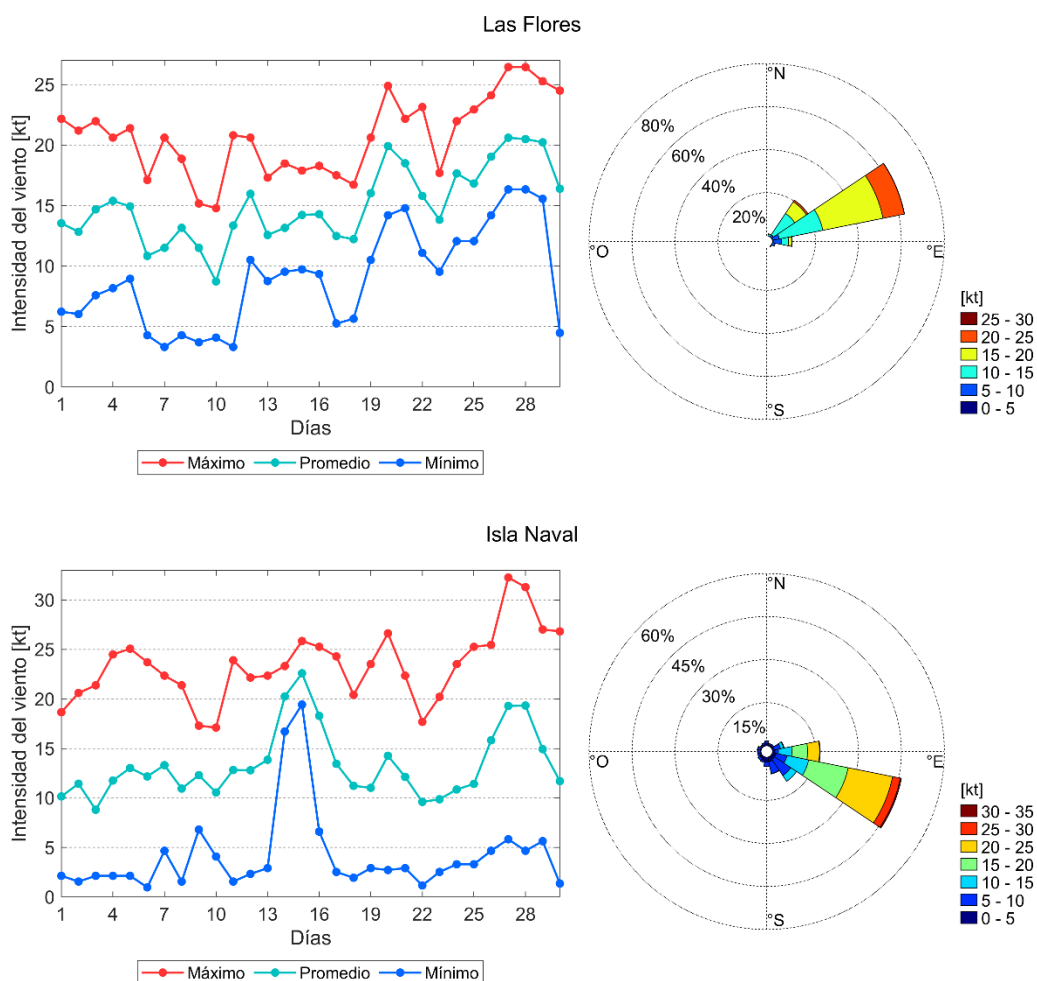 Las Flores
Intensidad del viento [kt]
25
20
15
10
5
0
1 4 7 10 13 16 19 22 25 28
Días
Máximo Promedio Mínimo
°N
80%
60%
40%
20%
°O
°E
°S
[kt]
25 - 30
20 - 25
15 - 20
10 - 15
5 - 10
0 - 5
Isla Naval
Intensidad del viento [kt]
30
25
20
15
10
5
0
1 4 7 10 13 16 19 22 25 28
Días
Máximo Promedio Mínimo
°N
60%
45%
30%
15%
°O
°E
°S
[kt]
30 - 35
25 - 30
20 - 25
15 - 20
10 - 15
5 - 10
0 - 5